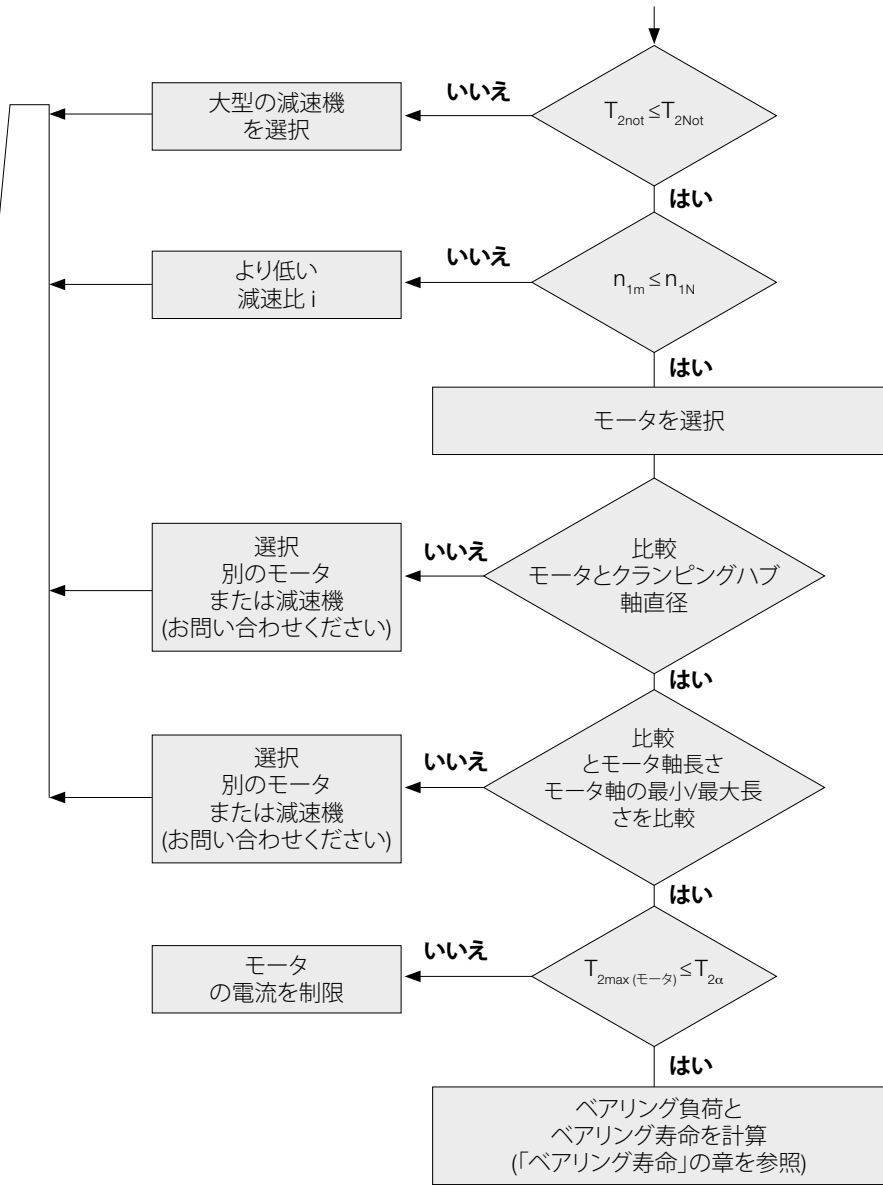 いいえ
大型の減速機
を選択
T2not ≤T2Not
はい
いいえ
より低い
減速比 i
n1m ≤ n1N
はい
モータを選択
選択
別のモータ
または減速機
(お問い合わせください)
いいえ
比較
モータとクランピングハブ
軸直径
はい
選択
別のモータ
または減速機
(お問い合わせください)
いいえ
比較
とモータ軸長さ
モータ軸の最小/最大長
さを比較
はい
いいえ
モータ
の電流を制限
T2max (モータ) ≤ T2α
はい
ベアリング負荷と
ベアリング寿命を計算
(「ベアリング寿命」の章を参照)